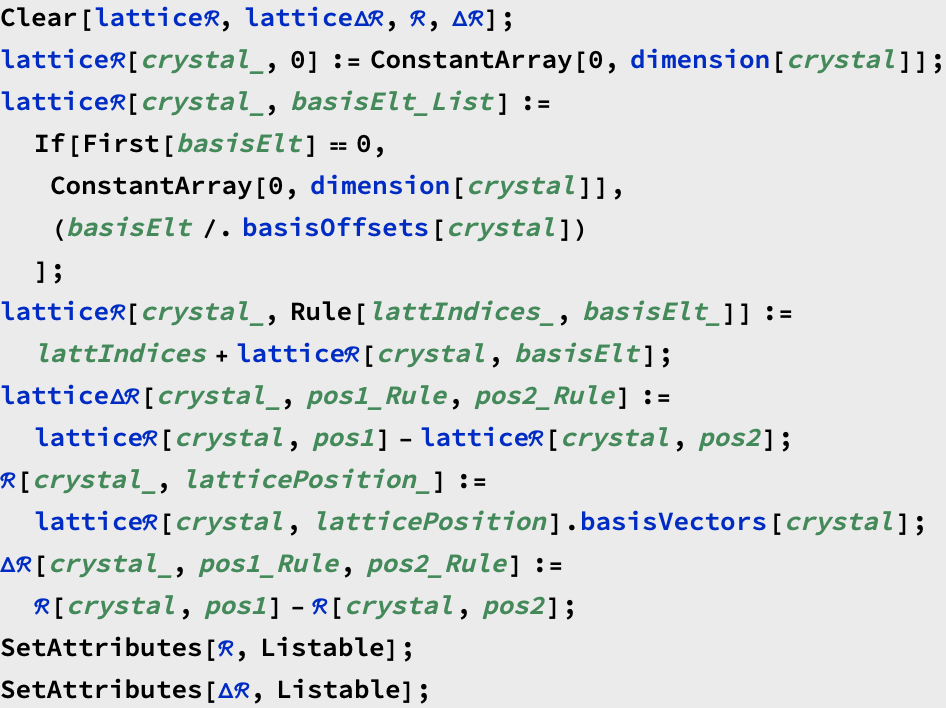 Clear[latticeℛ, latticeΔℛ, ℛ, Δℛ];
latticeℛ[crystal_, 0] := ConstantArray[0, dimension[crystal]];
latticeℛ[crystal_, basisElt_List] :=
If[First[basisElt] == 0,
ConstantArray[0, dimension[crystal]],
(basisElt /. basisOffsets[crystal])
];
latticeℛ[crystal_, Rule[lattIndices_, basisElt_]] :=
lattIndices + latticeℛ[crystal, basisElt];
latticeΔℛ[crystal_, pos1_Rule, pos2_Rule] :=
latticeℛ[crystal, pos1] - latticeℛ[crystal, pos2];
ℛ[crystal_, latticePosition_] :=
latticeℛ[crystal, latticePosition].basisVectors[crystal];
Δℛ[crystal_, pos1_Rule, pos2_Rule] :=
ℛ[crystal, pos1] - ℛ[crystal, pos2];
SetAttributes[ℛ, Listable];
SetAttributes[Δℛ, Listable];